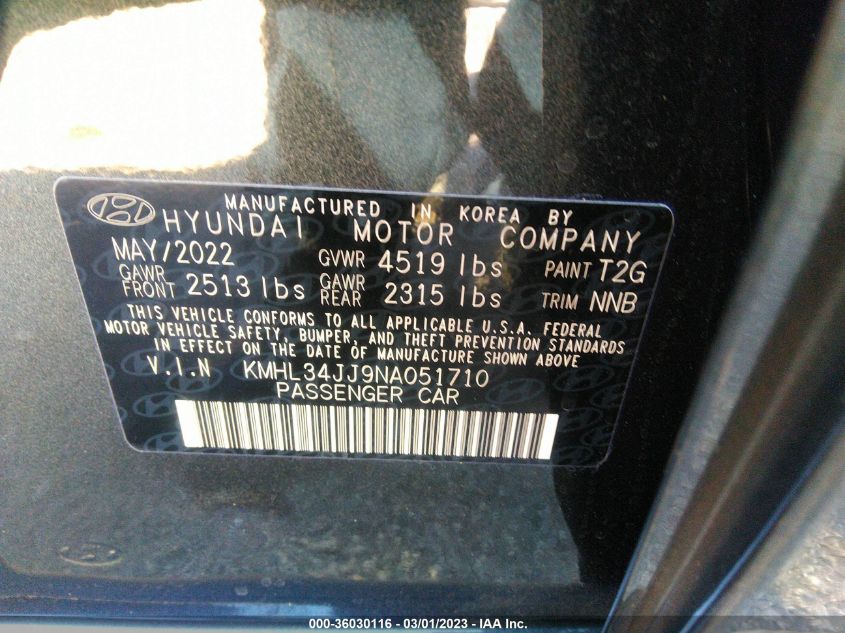 MANUFACTURED IN KOREA BY
HYUNDAI MOTOR COMPANY
MAY/2022 GVWR 4519 lbs PAINT T2G
GAWR FRONT 2513 lbs GAWR REAR 2315 lbs TRIM NNB
THIS VEHICLE CONFORMS TO ALL APPLICABLE U.S.A. FEDERAL
MOTOR VEHICLE SAFETY, BUMPER, AND THEFT PREVENTION STANDARDS
IN EFFECT ON THE DATE OF MANUFACTURE SHOWN ABOVE
V.I.N KMHL34JJ9NA051710
PASSENGER CAR
000-36030116 — 03/01/2023 — IAA Inc.